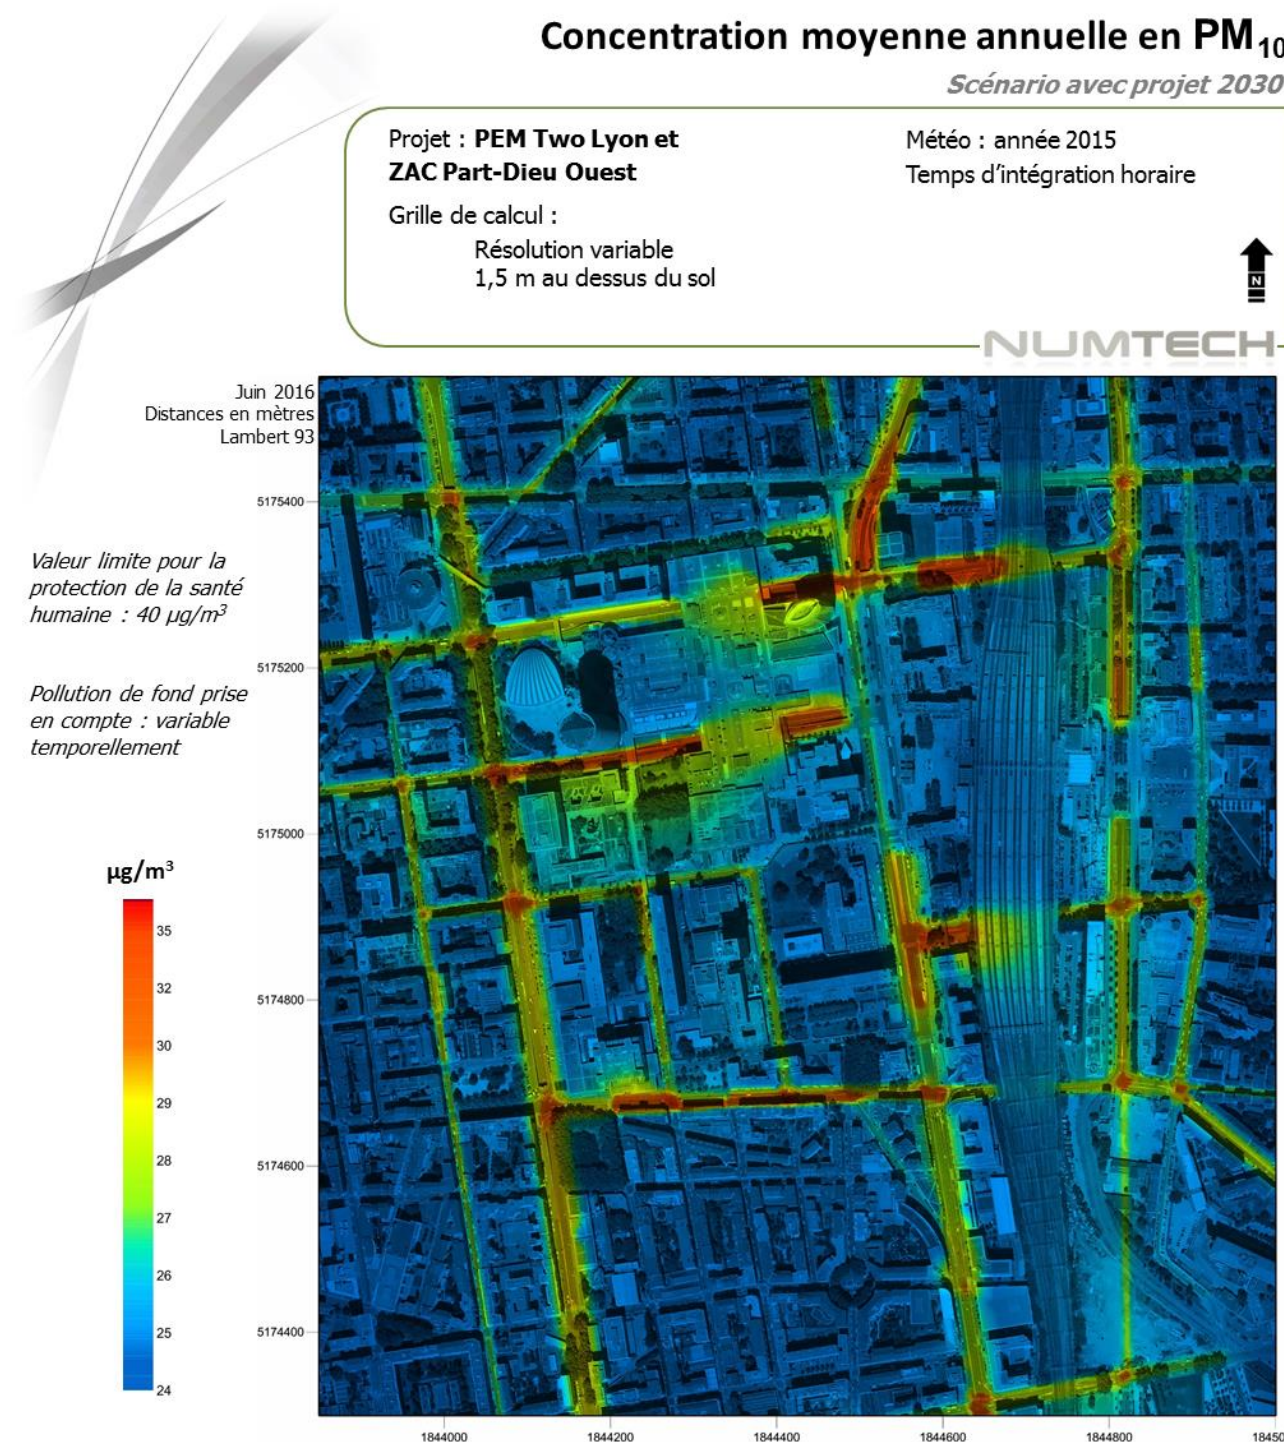 Concentration moyenne annuelle en PM10
Scénario avec projet 2030
Projet : PEM Two Lyon et
ZAC Part-Dieu Ouest
Grille de calcul :
Résolution variable
1,5 m au dessus du sol
Météo : année 2015
Temps d’intégration horaire
N
NUMTECH
Juin 2016
Distances en mètres
Lambert 93
Valeur limite pour la
protection de la santé
humaine : 40 µg/m³
Pollution de fond prise
en compte : variable
temporellement
µg/m³
35
32
30
29
28
27
26
25
24
5175400
5175200
5175000
5174800
5174600
5174400
1844000
1844200
1844400
1844600
1844800
18450